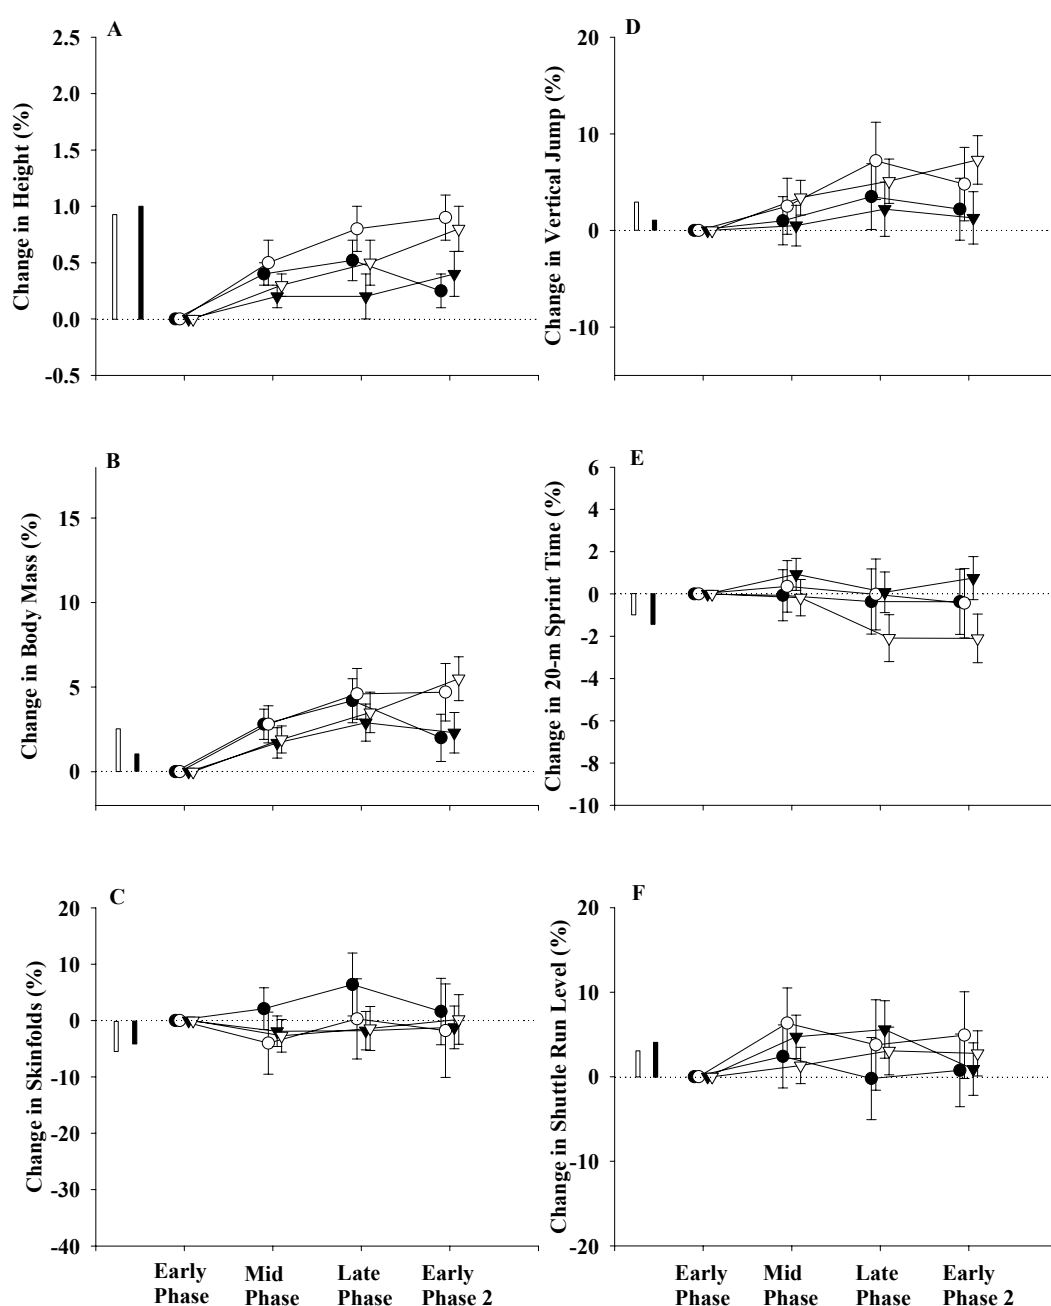 A
Change in Height (%)
2.5
2.0
1.5
1.0
0.5
0.0
-0.5
D
Change in Vertical Jump (%)
20
10
0
-10
B
Change in Body Mass (%)
15
10
5
0
E
Change in 20-m Sprint Time (%)
6
4
2
0
-2
-4
-6
-8
-10
C
Change in Skinfolds (%)
20
10
0
-10
-20
-30
-40
F
Change in Shuttle Run Level (%)
20
10
0
-10
-20
Early
Phase
Mid
Phase
Late
Phase
Early
Phase 2
Early
Phase
Mid
Phase
Late
Phase
Early
Phase 2